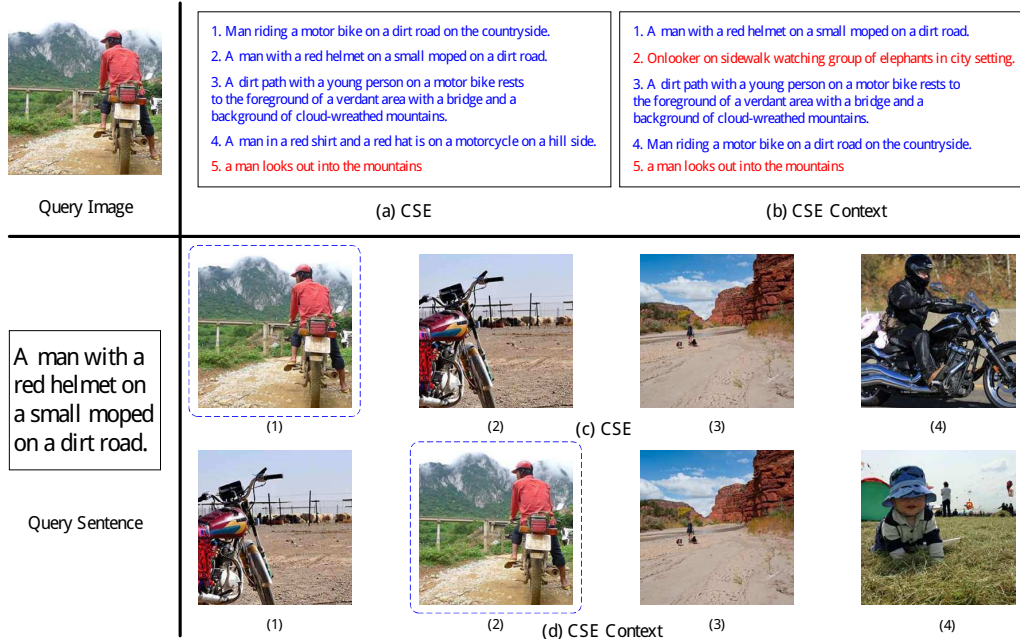 1. Man riding a motor bike on a dirt road on the countryside.
2. A man with a red helmet on a small moped on a dirt road.
3. A dirt path with a young person on a motor bike rests
to the foreground of a verdant area with a bridge and a
background of cloud-wreathed mountains.
4. A man in a red shirt and a red hat is on a motorcycle on a hill side.
5. a man looks out into the mountains
1. A man with a red helmet on a small moped on a dirt road.
2. Onlooker on sidewalk watching group of elephants in city setting.
3. A dirt path with a young person on a motor bike rests
to the foreground of a verdant area with a bridge and a
background of cloud-wreathed mountains.
4. Man riding a motor bike on a dirt road on the countryside.
5. a man looks out into the mountains
Query Image
(a) CSE
(b) CSE Context
A man with a
red helmet on
a small moped
on a dirt road.
Query Sentence
(1)
(2)
(c) CSE
(3)
(4)
(1)
(2)
(d) CSE Context
(3)
(4)